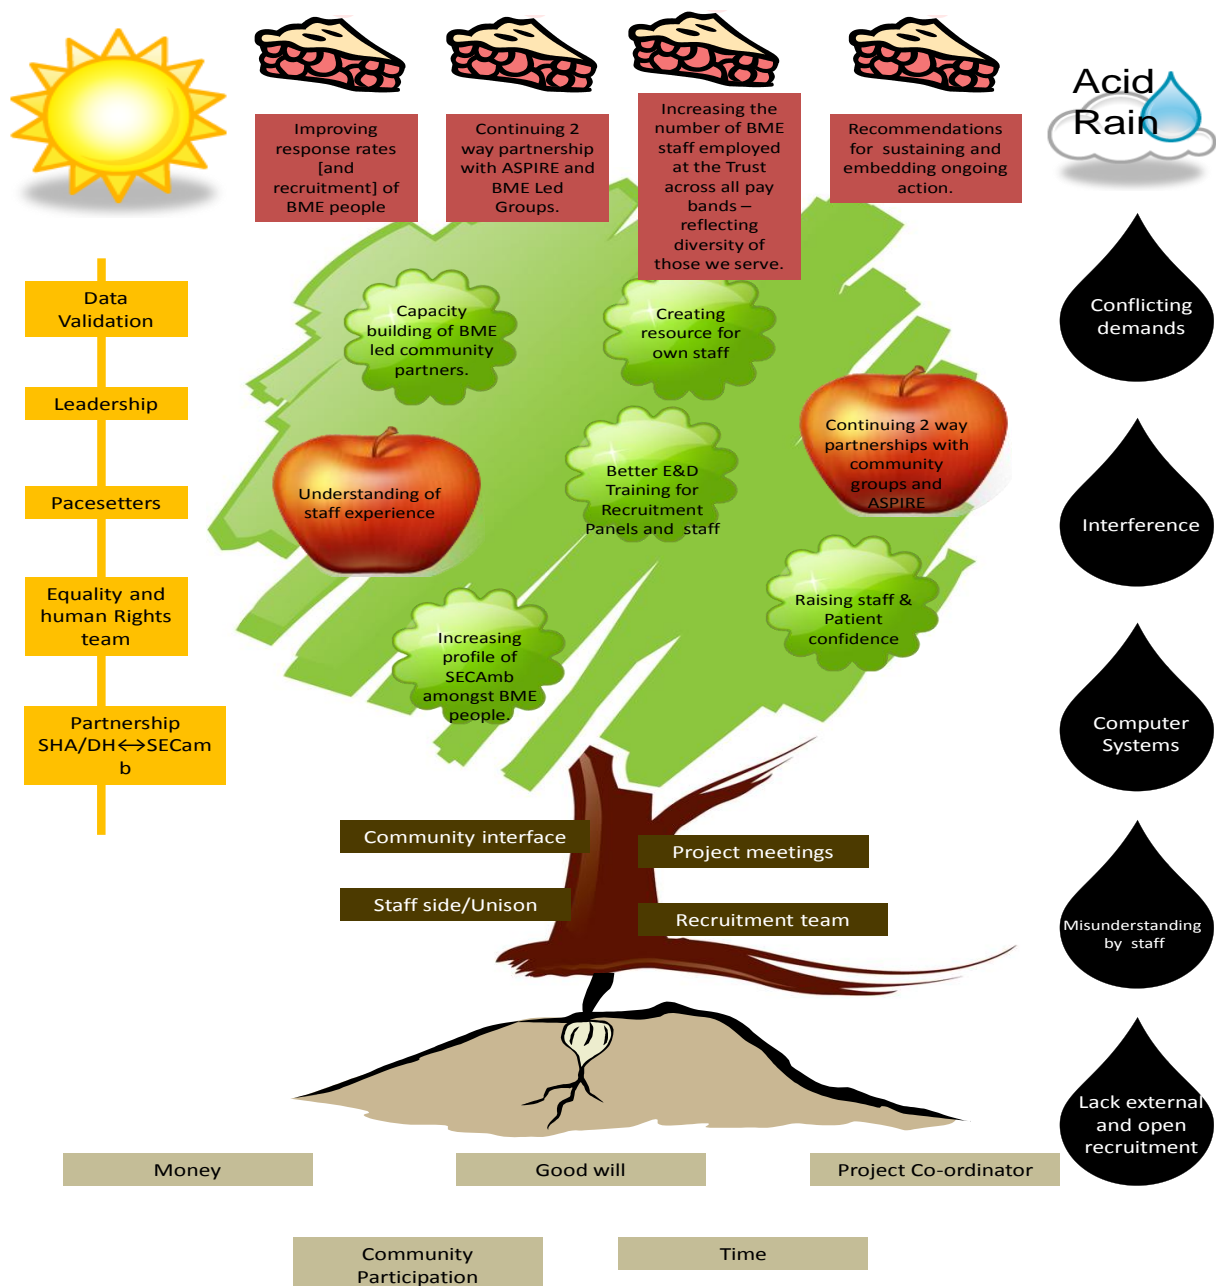 Improving
response rates
[and
recruitment] of
BME people
Continuing 2
way partnership
with ASPIRE and
BME Led
Groups.
Increasing the
number of BME
staff employed
at the Trust
across all pay
bands –
reflecting
diversity of
those we serve.
Recommendations
for sustaining and
embedding ongoing
action.
Acid
Rain
Data
Validation
Leadership
Pacesetters
Equality and
human Rights
team
Partnership
SHA/DH↔SECam
b
Capacity
building of BME
led community
partners.
Creating
resource for
own staff
Understanding of
staff experience
Better E&D
Training for
Recruitment
Panels and staff
Continuing 2 way
partnerships with
community
groups and
ASPIRE
Increasing
profile of
SECAmb
amongst BME
people.
Raising staff &
Patient
confidence
Conflicting
demands
Interference
Computer
Systems
Misunderstanding
by staff
Lack external
and open
recruitment
Community interface
Project meetings
Staff side/Unison
Recruitment team
Money
Good will
Project Co-ordinator
Community
Participation
Time